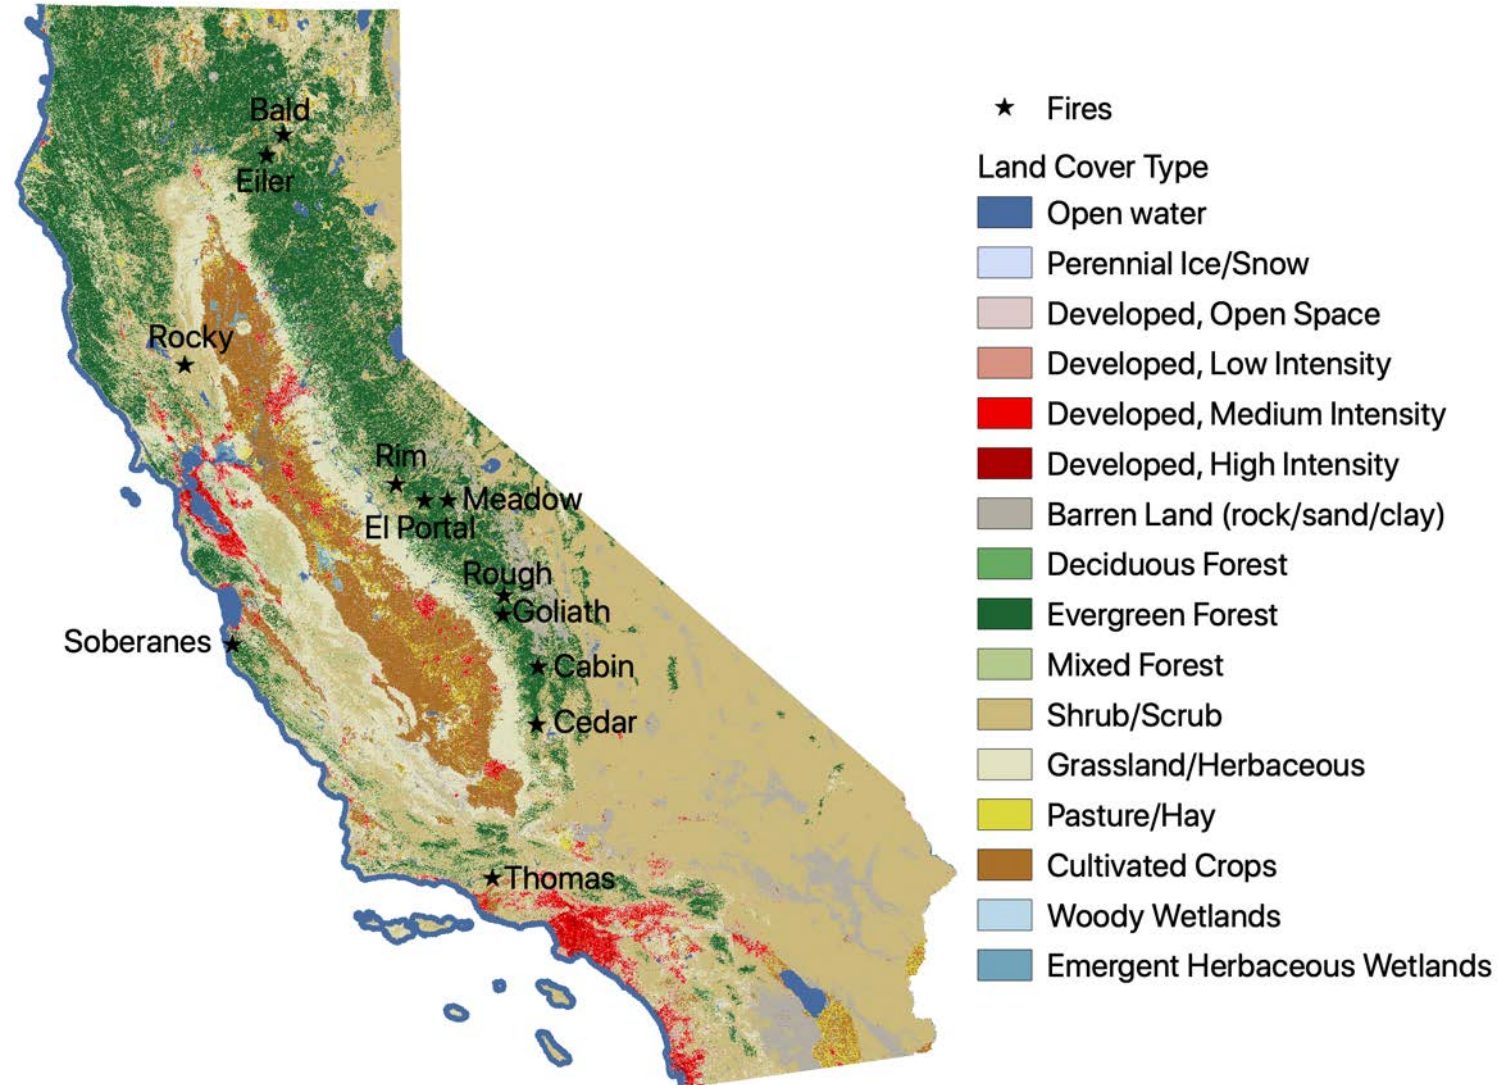 Bald
Eiler
Rocky
Rim
Meadow
El Portal
Rough
Goliath
Soberanes
Cabin
Cedar
Thomas
Fires
Land Cover Type
Open water
Perennial Ice/Snow
Developed, Open Space
Developed, Low Intensity
Developed, Medium Intensity
Developed, High Intensity
Barren Land (rock/sand/clay)
Deciduous Forest
Evergreen Forest
Mixed Forest
Shrub/Scrub
Grassland/Herbaceous
Pasture/Hay
Cultivated Crops
Woody Wetlands
Emergent Herbaceous Wetlands